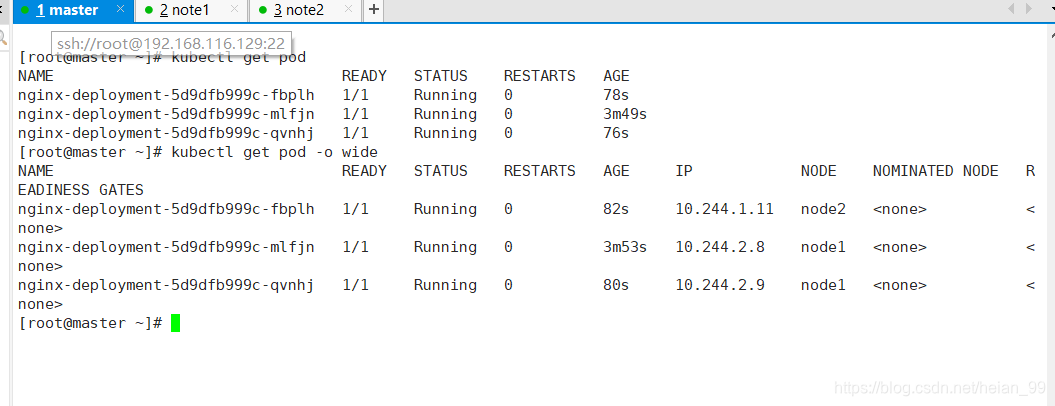 1 master × 2 note1 × 3 note2 × +
ssh://root@192.168.116.129:22
[root@master ~]# kubectl get pod
NAME READY STATUS RESTARTS AGE
nginx-deployment-5d9dfb999c-fbplh 1/1 Running 0 78s
nginx-deployment-5d9dfb999c-mlfjn 1/1 Running 0 3m49s
nginx-deployment-5d9dfb999c-qvnhj 1/1 Running 0 76s
[root@master ~]# kubectl get pod -o wide
NAME READY STATUS RESTARTS AGE IP NODE NOMINATED NODE R
EADINESS GATES
nginx-deployment-5d9dfb999c-fbplh 1/1 Running 0 82s 10.244.1.11 node2 <none> <
none>
nginx-deployment-5d9dfb999c-mlfjn 1/1 Running 0 3m53s 10.244.2.8 node1 <none> <
none>
nginx-deployment-5d9dfb999c-qvnhj 1/1 Running 0 80s 10.244.2.9 node1 <none> <
none>
[root@master ~]#
https://blog.csdn.net/heian_99